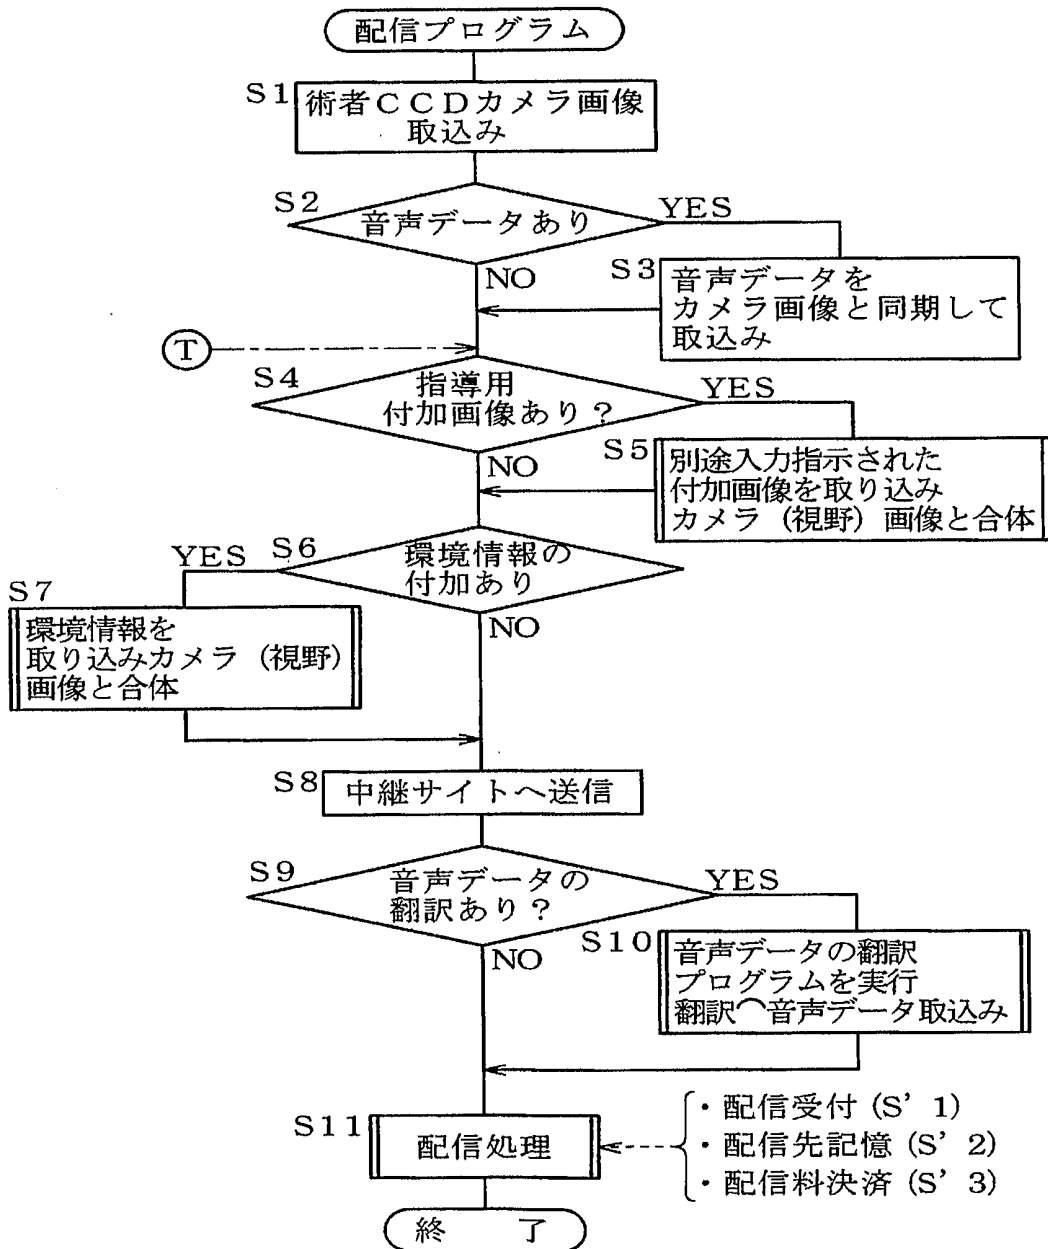 配信プログラム
S1
術者CCDカメラ画像
取込み
S2
音声データあり
YES
NO
S3
音声データを
カメラ画像と同期して
取込み
T
S4
指導用
付加画像あり?
YES
NO
S5
別途入力指示された
付加画像を取り込み
カメラ(視野)画像と合体
S6
環境情報の
付加あり
YES
NO
S7
環境情報を
取り込みカメラ(視野)
画像と合体
S8
中継サイトへ送信
S9
音声データの
翻訳あり?
YES
NO
S10
音声データの翻訳
プログラムを実行
翻訳⌒音声データ取込み
S11
配信処理
・配信受付(S'1)
・配信先記憶(S'2)
・配信料決済(S'3)
終 了